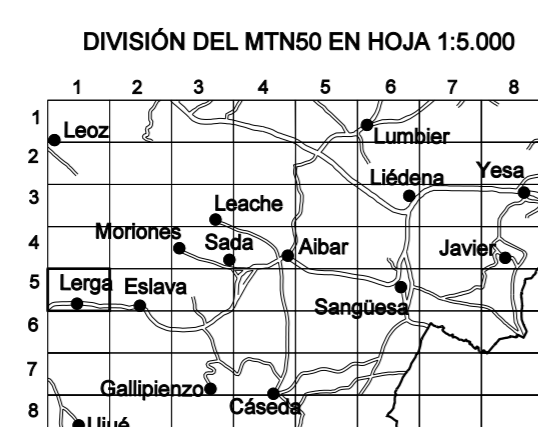 DIVISIÓN DEL MTN50 EN HOJA 1:5.000
1 2 3 4 5 6 7 8
1
Leoz
Lumbier
2
Liédena
Yesa
3
Leache
Moriones
4
Sada
Aibar
Javier
5
Lerga
Eslava
Sangüesa
6
7
Gallipienzo
Cáseda
8
Ujué